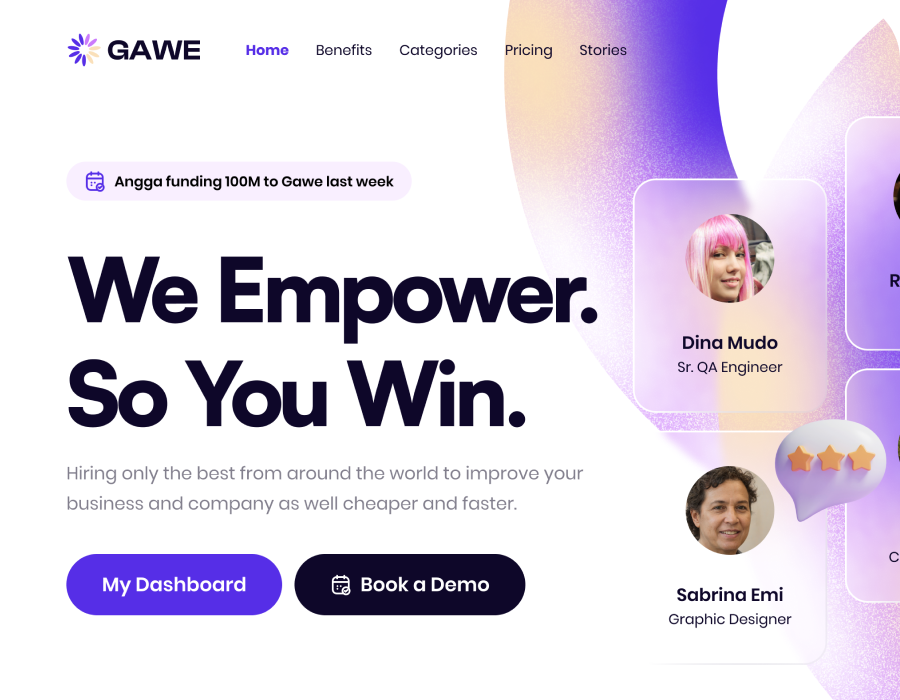 GAWE
Home Benefits Categories Pricing Stories
Angga funding 100M to Gawe last week
We Empower.
So You Win.
Hiring only the best from around the world to improve your
business and company as well cheaper and faster.
My Dashboard
Book a Demo
Dina Mudo
Sr. QA Engineer
Sabrina Emi
Graphic Designer